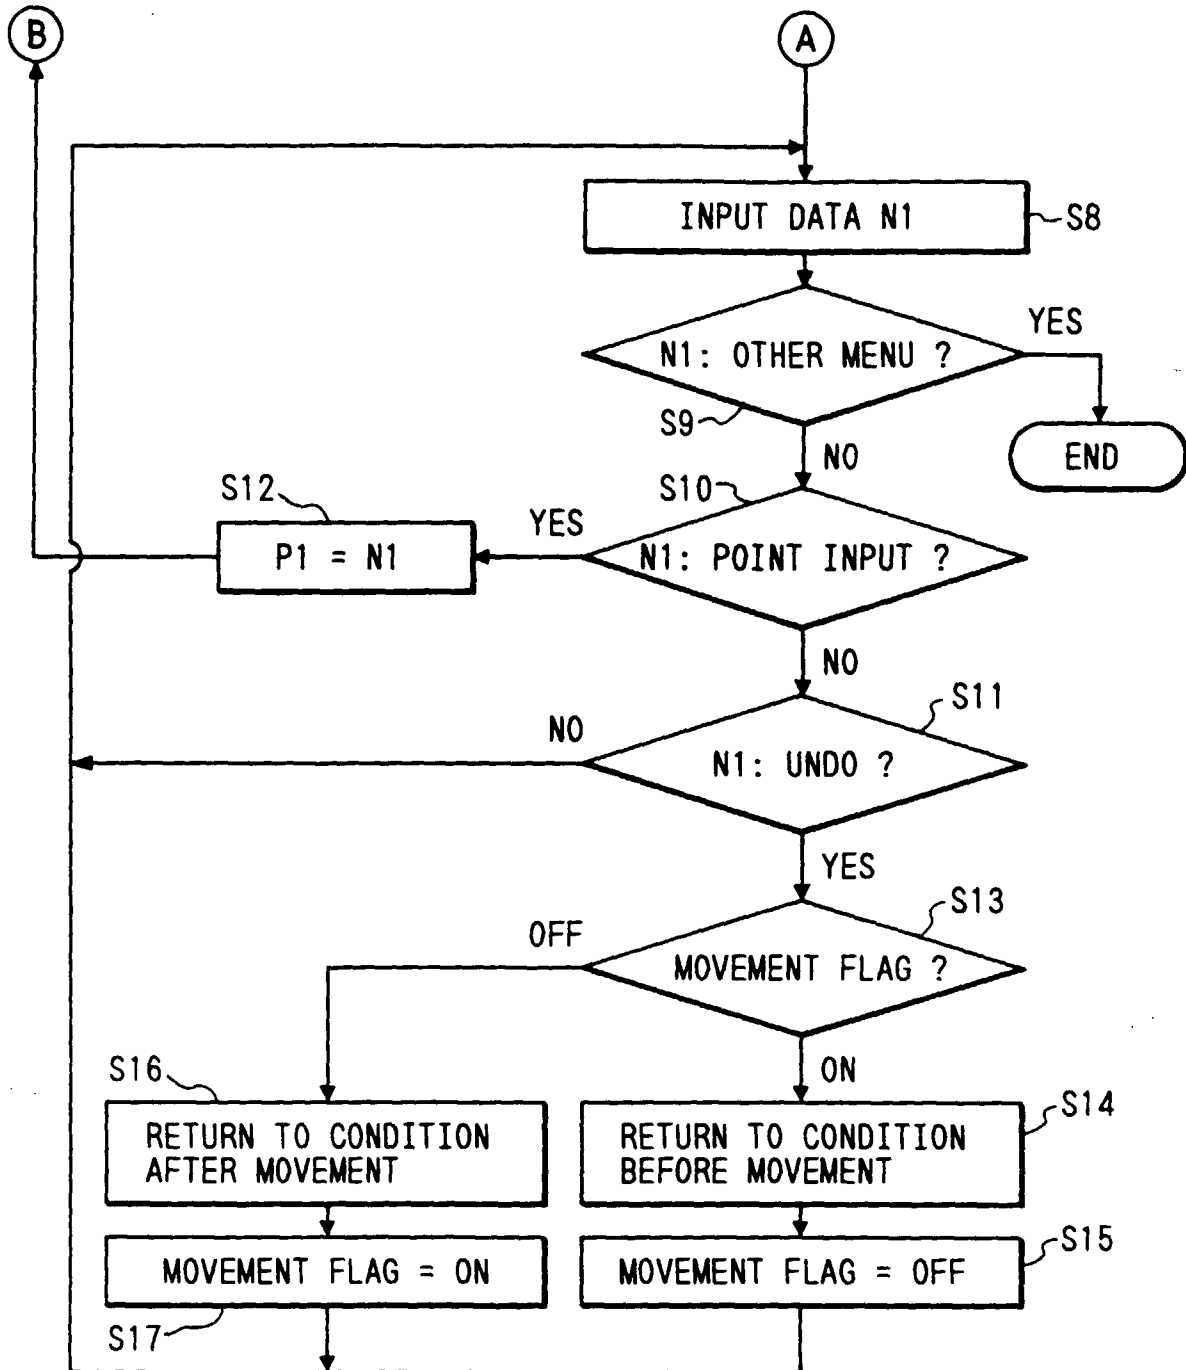 B
A
INPUT DATA N1
S8
N1: OTHER MENU ?
YES
S9
END
NO
S10
S12
YES
N1: POINT INPUT ?
P1 = N1
NO
S11
NO
N1: UNDO ?
YES
S13
OFF
MOVEMENT FLAG ?
ON
S16
S14
RETURN TO CONDITION
AFTER MOVEMENT
RETURN TO CONDITION
BEFORE MOVEMENT
S15
MOVEMENT FLAG = ON
MOVEMENT FLAG = OFF
S17